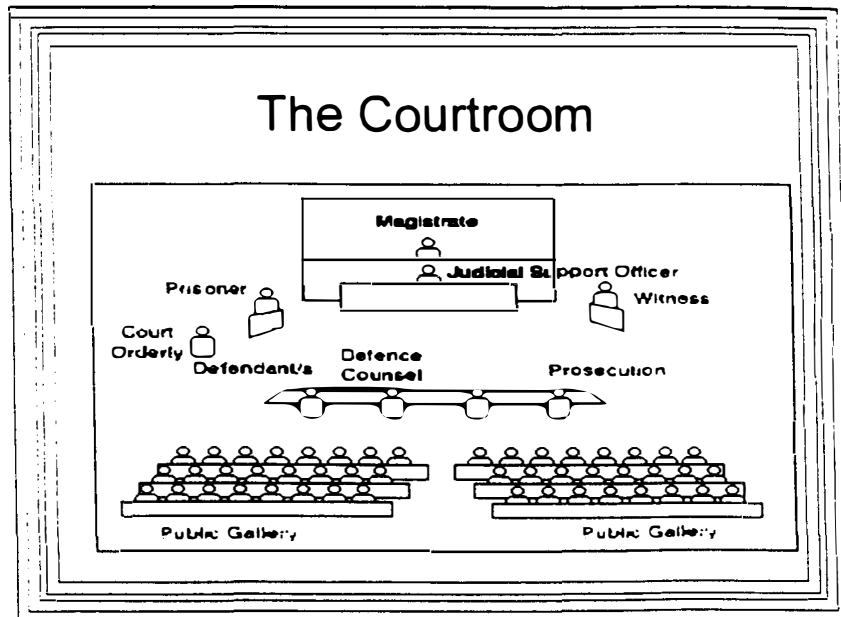 The Courtroom
Magistrate
Judicial Support Officer
Prisoner
Witness
Court
Orderly
Defendant/s
Defence
Counsel
Prosecution
Public Gallery
Public Gallery